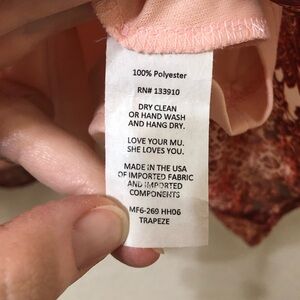 100% Polyester
RN# 133910
DRY CLEAN
OR HAND WASH
AND HANG DRY.
LOVE YOUR MU.
SHE LOVES YOU.
MADE IN THE USA
OF IMPORTED FABRIC
AND IMPORTED
COMPONENTS
MF6-269 HH06
TRAPEZE